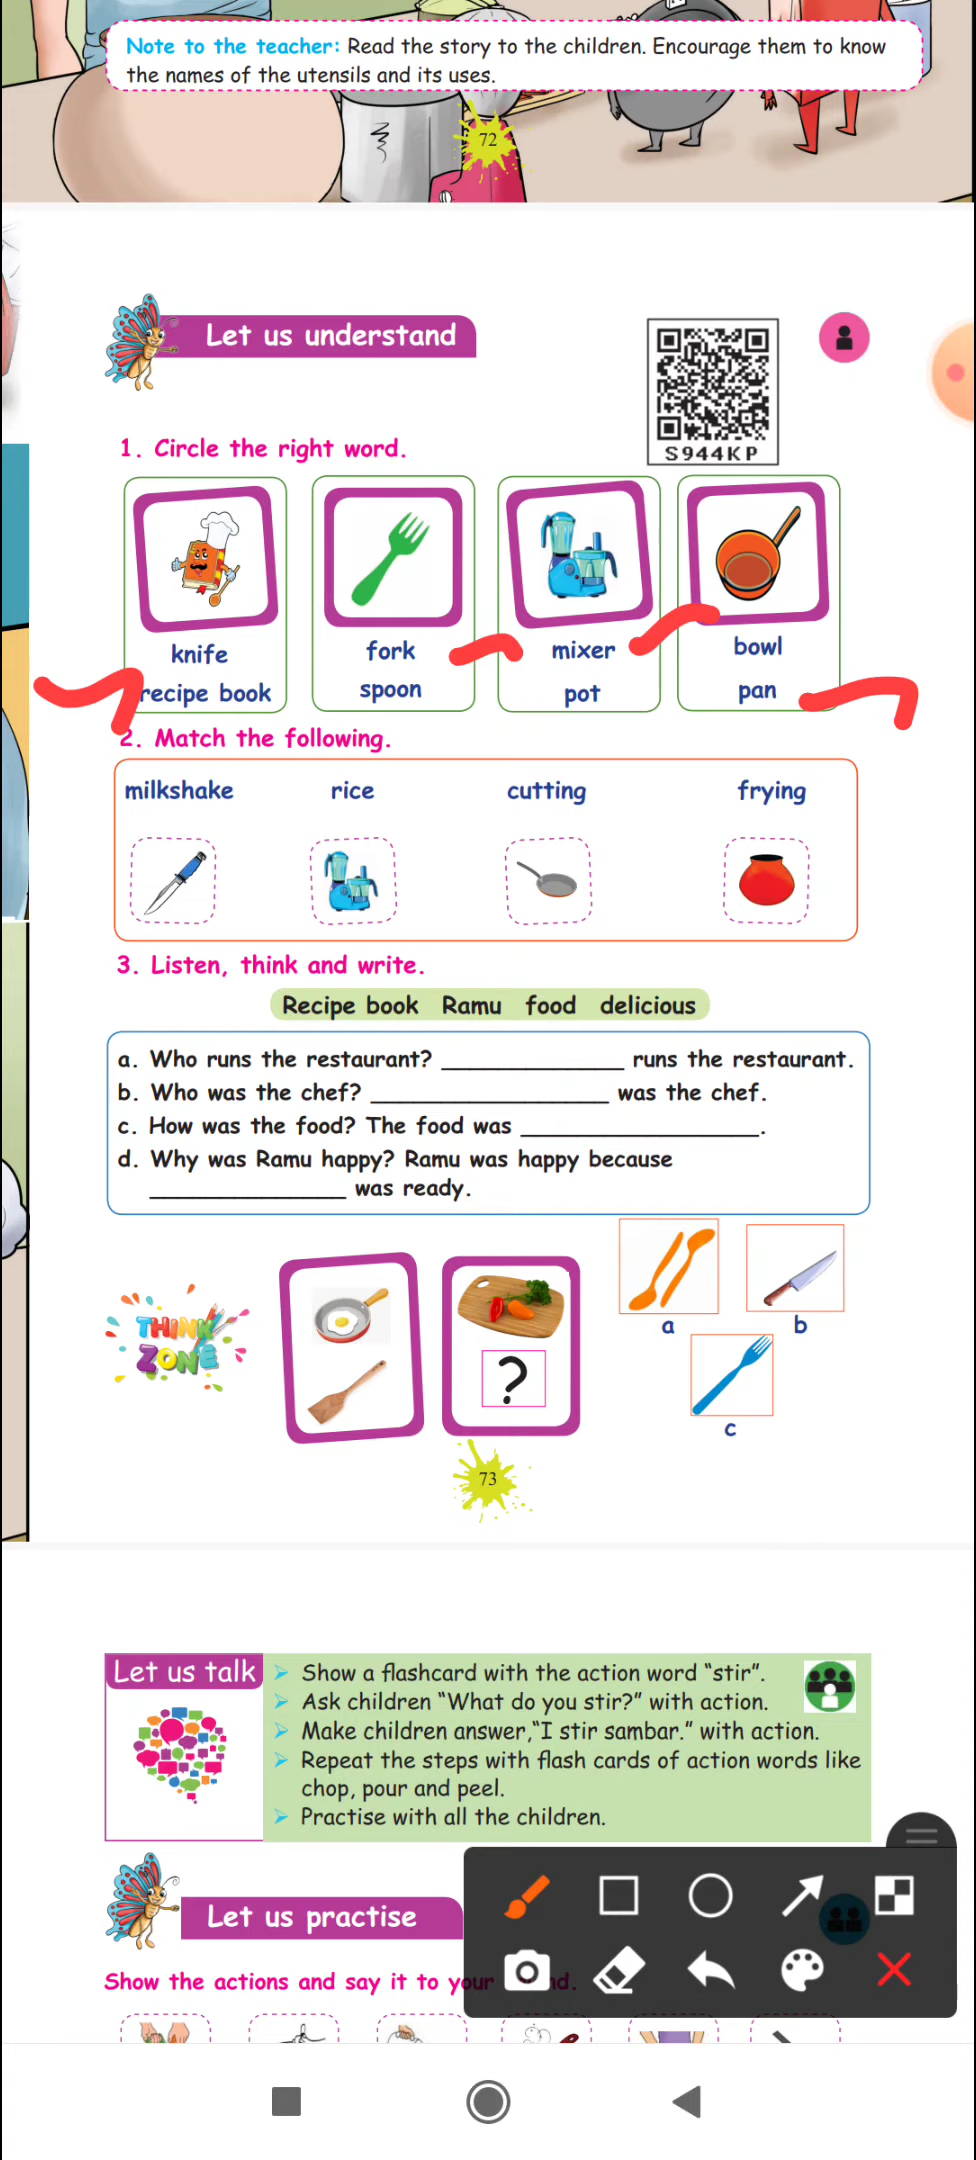 Note to the teacher: Read the story to the children. Encourage them to know
the names of the utensils and its uses.
72
Let us understand
S944KP
1. Circle the right word.
knife fork mixer bowl
recipe book spoon pot pan
2. Match the following.
milkshake rice cutting frying
3. Listen, think and write.
Recipe book Ramu food delicious
a. Who runs the restaurant? ______________ runs the restaurant.
b. Who was the chef? __________________ was the chef.
c. How was the food? The food was __________________.
d. Why was Ramu happy? Ramu was happy because
_______________ was ready.
THINK
ZONE
?
a b
c
73
Let us talk
Show a flashcard with the action word “stir”.
Ask children “What do you stir?” with action.
Make children answer,“I stir sambar.” with action.
Repeat the steps with flash cards of action words like
chop, pour and peel.
Practise with all the children.
Let us practise
Show the actions and say it to